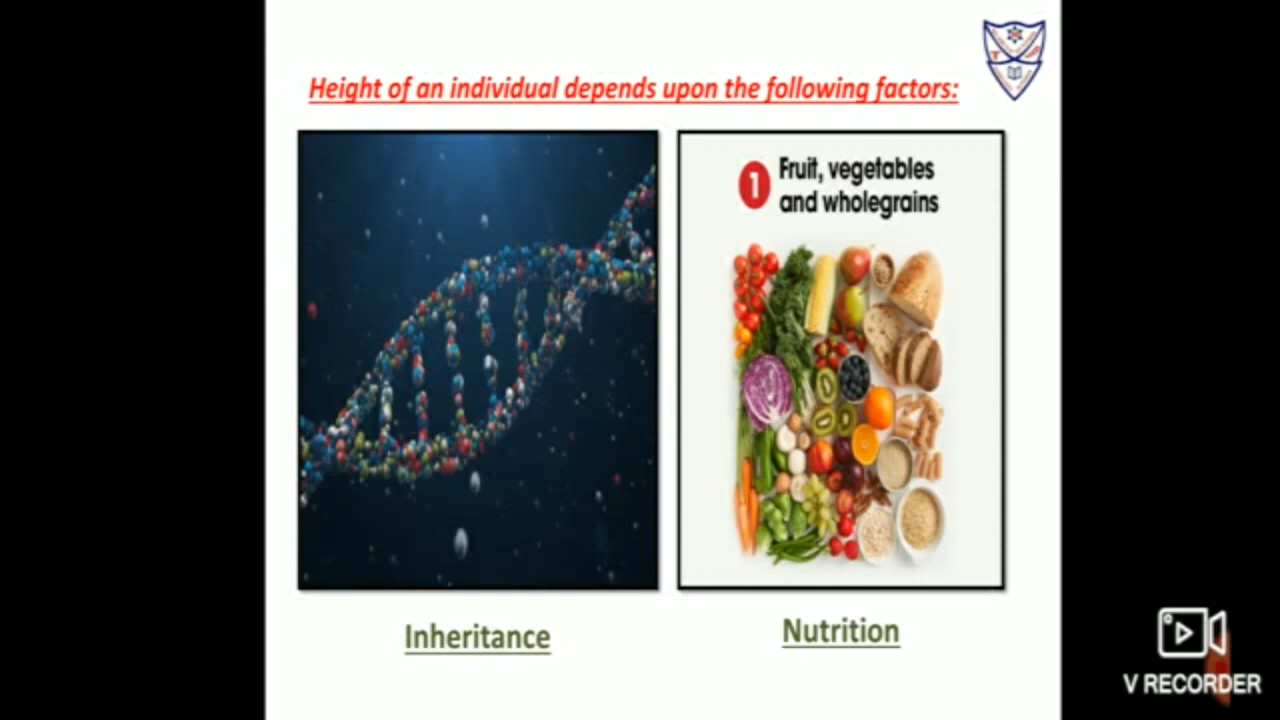 Height of an individual depends upon the following factors:
1
Fruit, vegetables
and wholegrains
Inheritance
Nutrition
V RECORDER